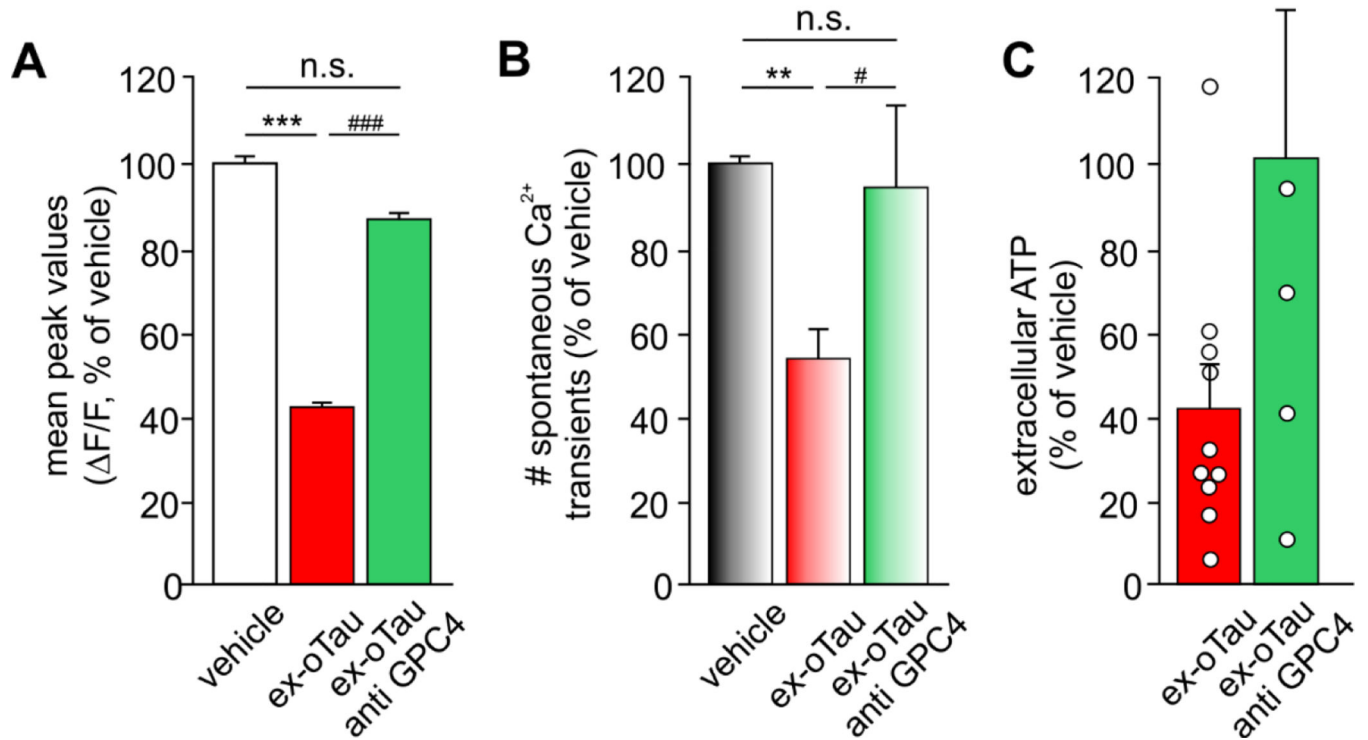 A
mean peak values
(ΔF/F, % of vehicle)
120
100
80
60
40
20
0
n.s.
***
###
vehicle
ex-oTau
ex-oTau
anti GPC4
B
# spontaneous Ca²⁺
transients (% of vehicle)
120
100
80
60
40
20
0
n.s.
**
#
vehicle
ex-oTau
ex-oTau
anti GPC4
C
extracellular ATP
(% of vehicle)
120
100
80
60
40
20
0
ex-oTau
ex-oTau
anti GPC4